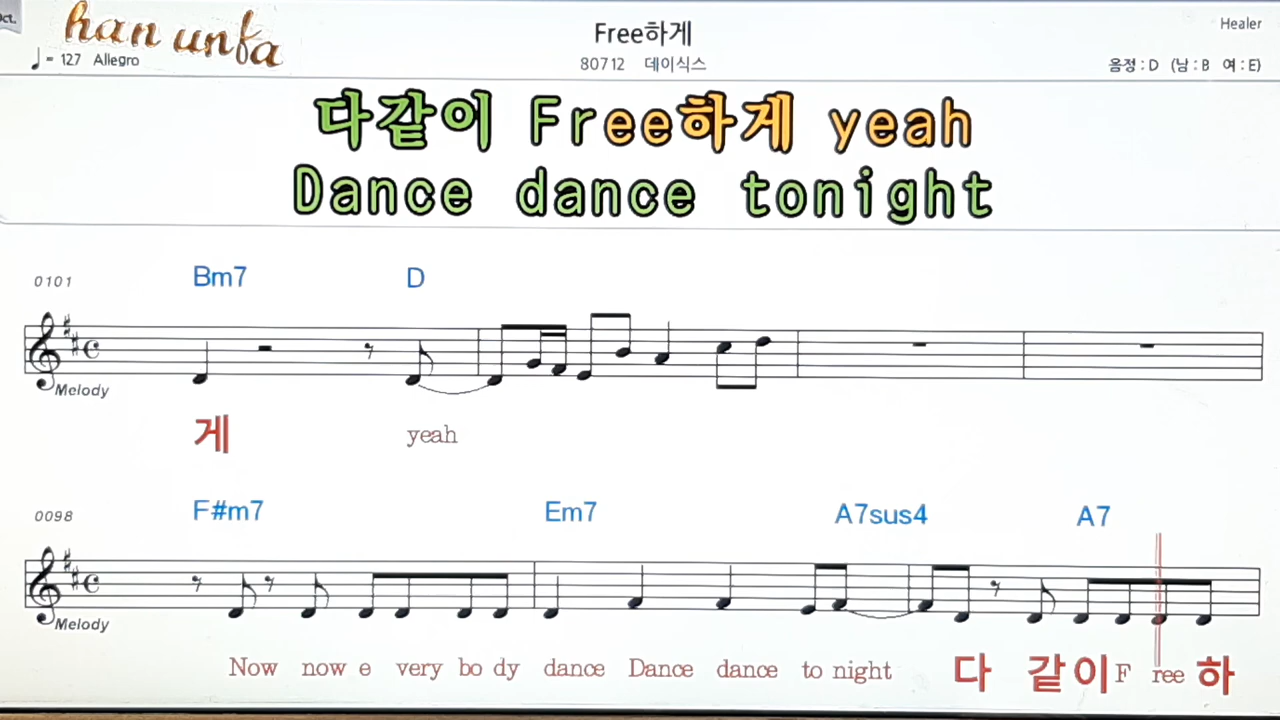 Oct.
han unfa
♩= 127 Allegro
Free하게
80712 데이식스
Healer
음정 : D (남 : B 여 : E)
다같이 Free하게 yeah
Dance dance tonight
0101
Bm7 D
Melody
게 yeah
0098
F#m7 Em7 A7sus4 A7
Melody
Now now e very bo dy dance Dance dance to night 다 같이 F ree 하